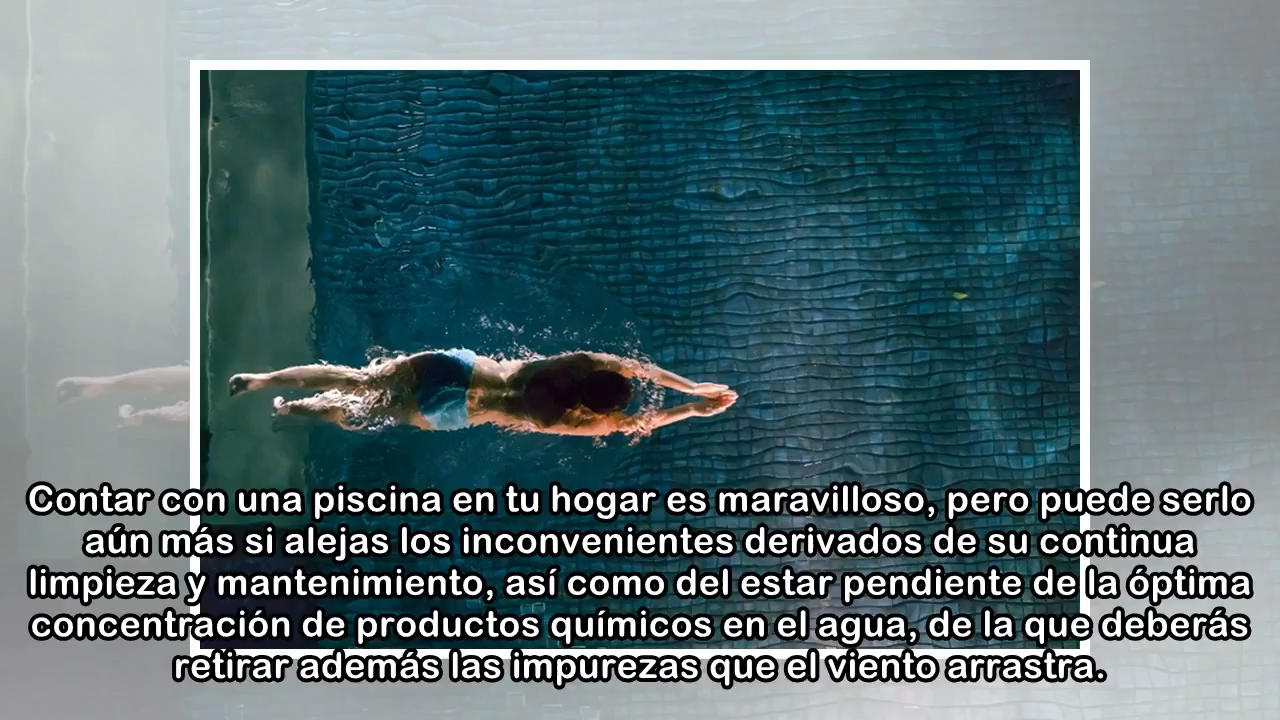 Contar con una piscina en tu hogar es maravilloso, pero puede serlo
aún más si alejas los inconvenientes derivados de su continua
limpieza y mantenimiento, así como del estar pendiente de la óptima
concentración de productos químicos en el agua, de la que deberás
retirar además las impurezas que el viento arrastra.